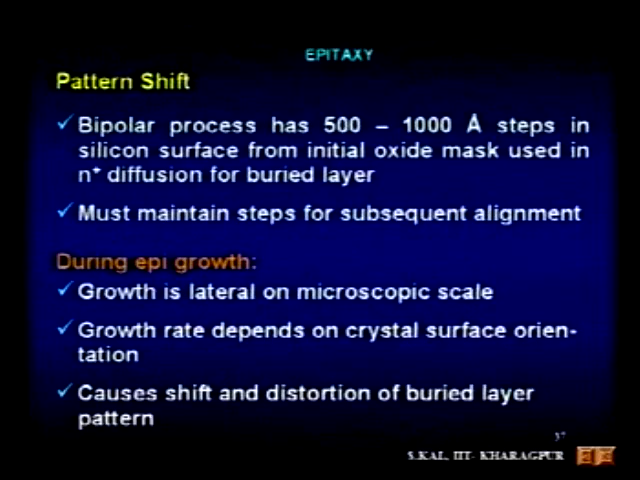 EPITAXY
Pattern Shift
✓ Bipolar process has 500 – 1000 Å steps in
silicon surface from initial oxide mask used in
n⁺ diffusion for buried layer
✓ Must maintain steps for subsequent alignment
During epi growth:
✓ Growth is lateral on microscopic scale
✓ Growth rate depends on crystal surface orien-
tation
✓ Causes shift and distortion of buried layer
pattern
S.KAL, IIT- KHARAGPUR